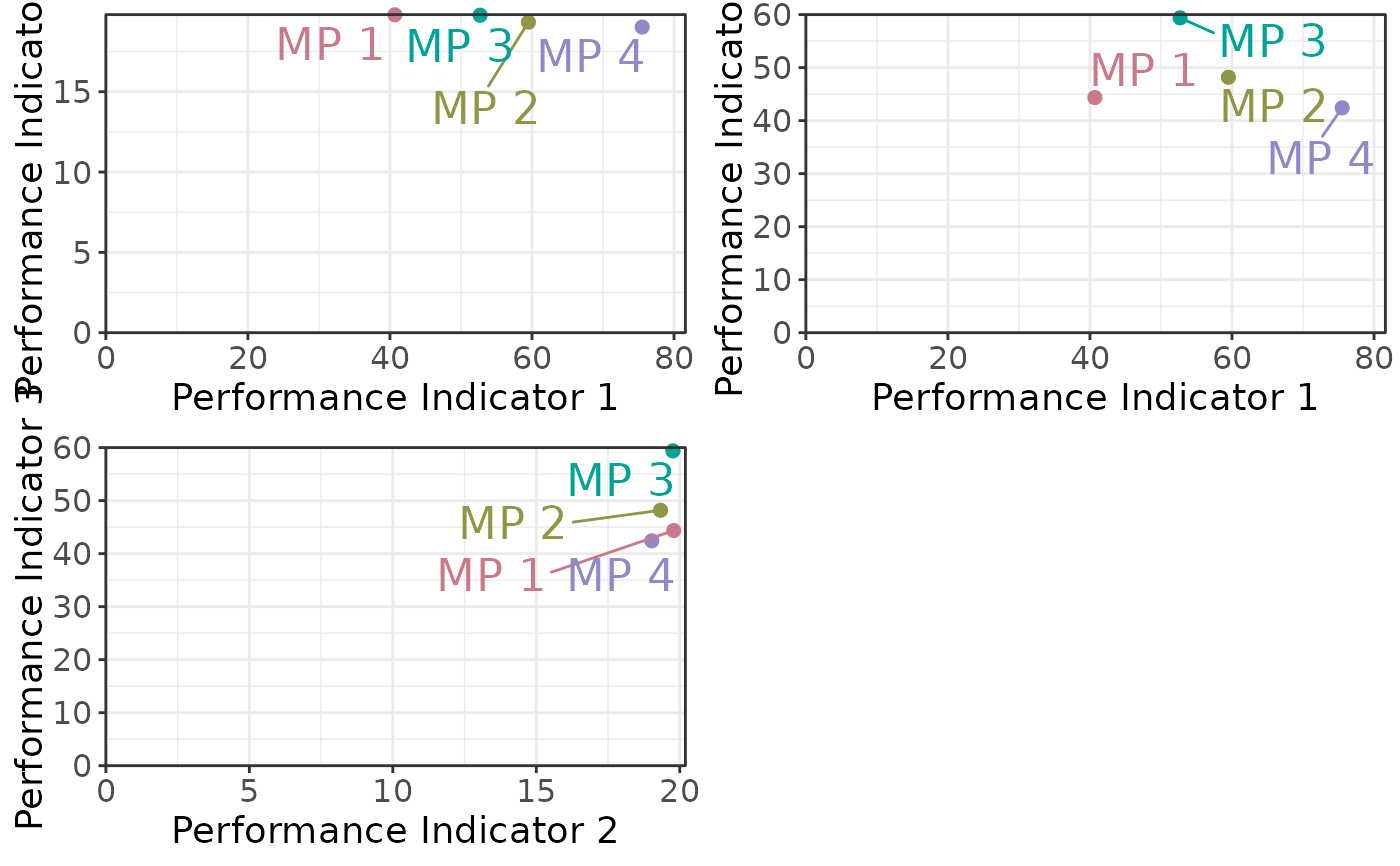 Performance Indicato
15
10
5
0
MP 1
MP 3
MP 4
MP 2
0 20 40 60 80
Performance Indicator 1
Performance Indicato
60
50
40
30
20
10
0
MP 3
MP 1
MP 2
MP 4
0 20 40 60 80
Performance Indicator 1
Performance Indicator 3
60
50
40
30
20
10
0
MP 3
MP 2
MP 1 MP 4
0 5 10 15 20
Performance Indicator 2